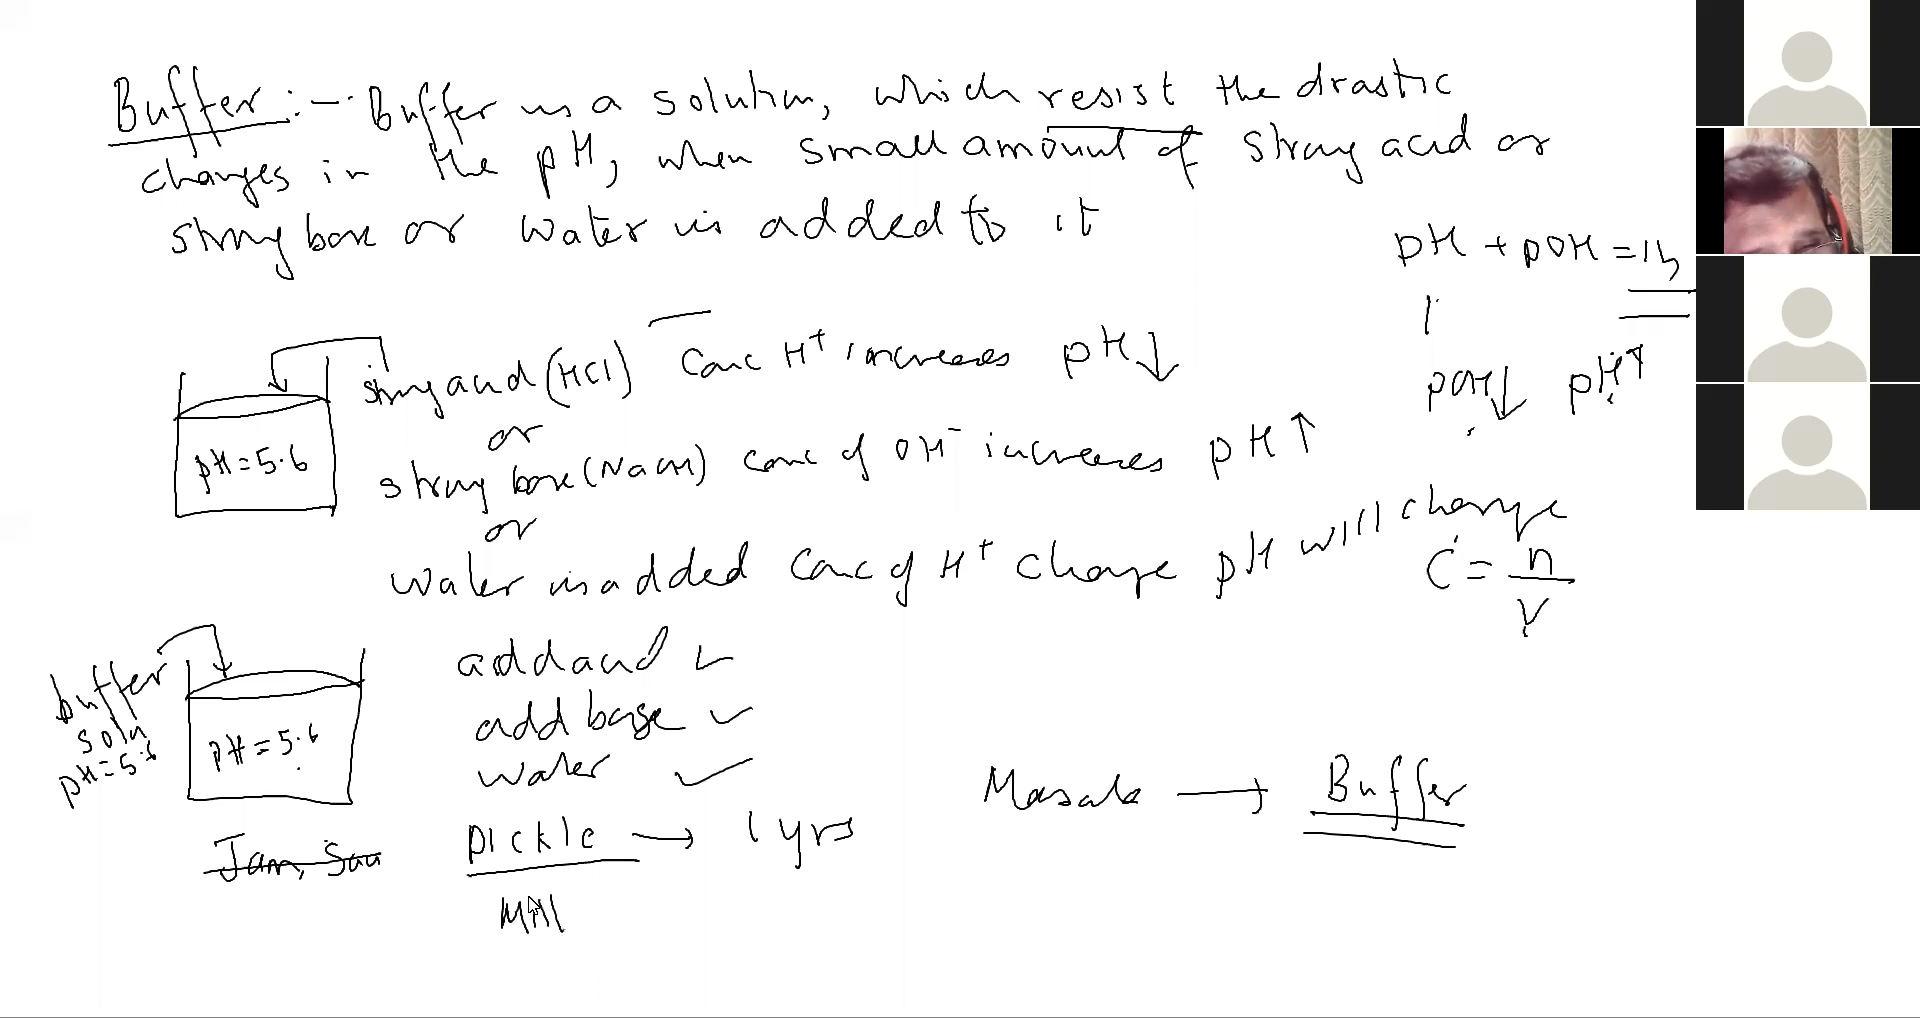 Buffer :- Buffer is a solution, which resist the drastic
changes in the pH, when small amount of strong acid or
strong base or water is added to it
pH + pOH = 14
pOH↓ pH↑
strong acid (HCl) Conc H⁺ increases pH↓
or
pH = 5.6
strong base (NaOH) conc of OH⁻ increases pH↑
or
Water is added Conc of H⁺ change pH will change
C = n/V
buffer
soln
pH = 5.6
pH = 5.6
add acid ✓
add base ✓
water ✓
Masala → Buffer
Jam, Sau
Pickle → 1 yrs